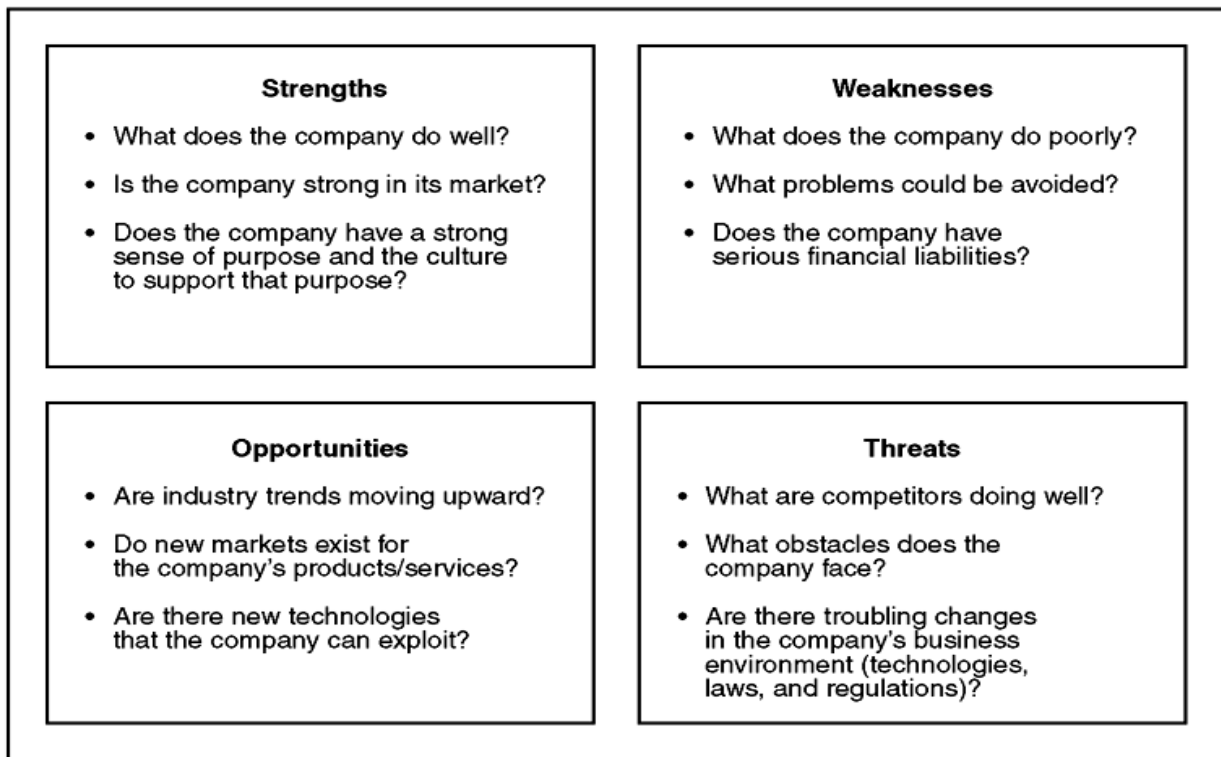 Strengths
• What does the company do well?
• Is the company strong in its market?
• Does the company have a strong
sense of purpose and the culture
to support that purpose?
Weaknesses
• What does the company do poorly?
• What problems could be avoided?
• Does the company have
serious financial liabilities?
Opportunities
• Are industry trends moving upward?
• Do new markets exist for
the company’s products/services?
• Are there new technologies
that the company can exploit?
Threats
• What are competitors doing well?
• What obstacles does the
company face?
• Are there troubling changes
in the company’s business
environment (technologies,
laws, and regulations)?